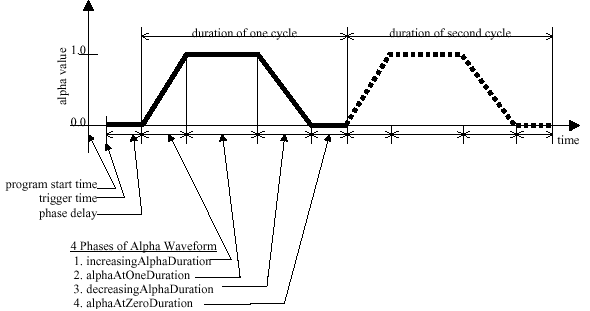 duration of one cycle
duration of second cycle
1.0
alpha value
0.0
time
program start time
trigger time
phase delay
4 Phases of Alpha Waveform
1. increasingAlphaDuration
2. alphaAtOneDuration
3. decreasingAlphaDuration
4. alphaAtZeroDuration